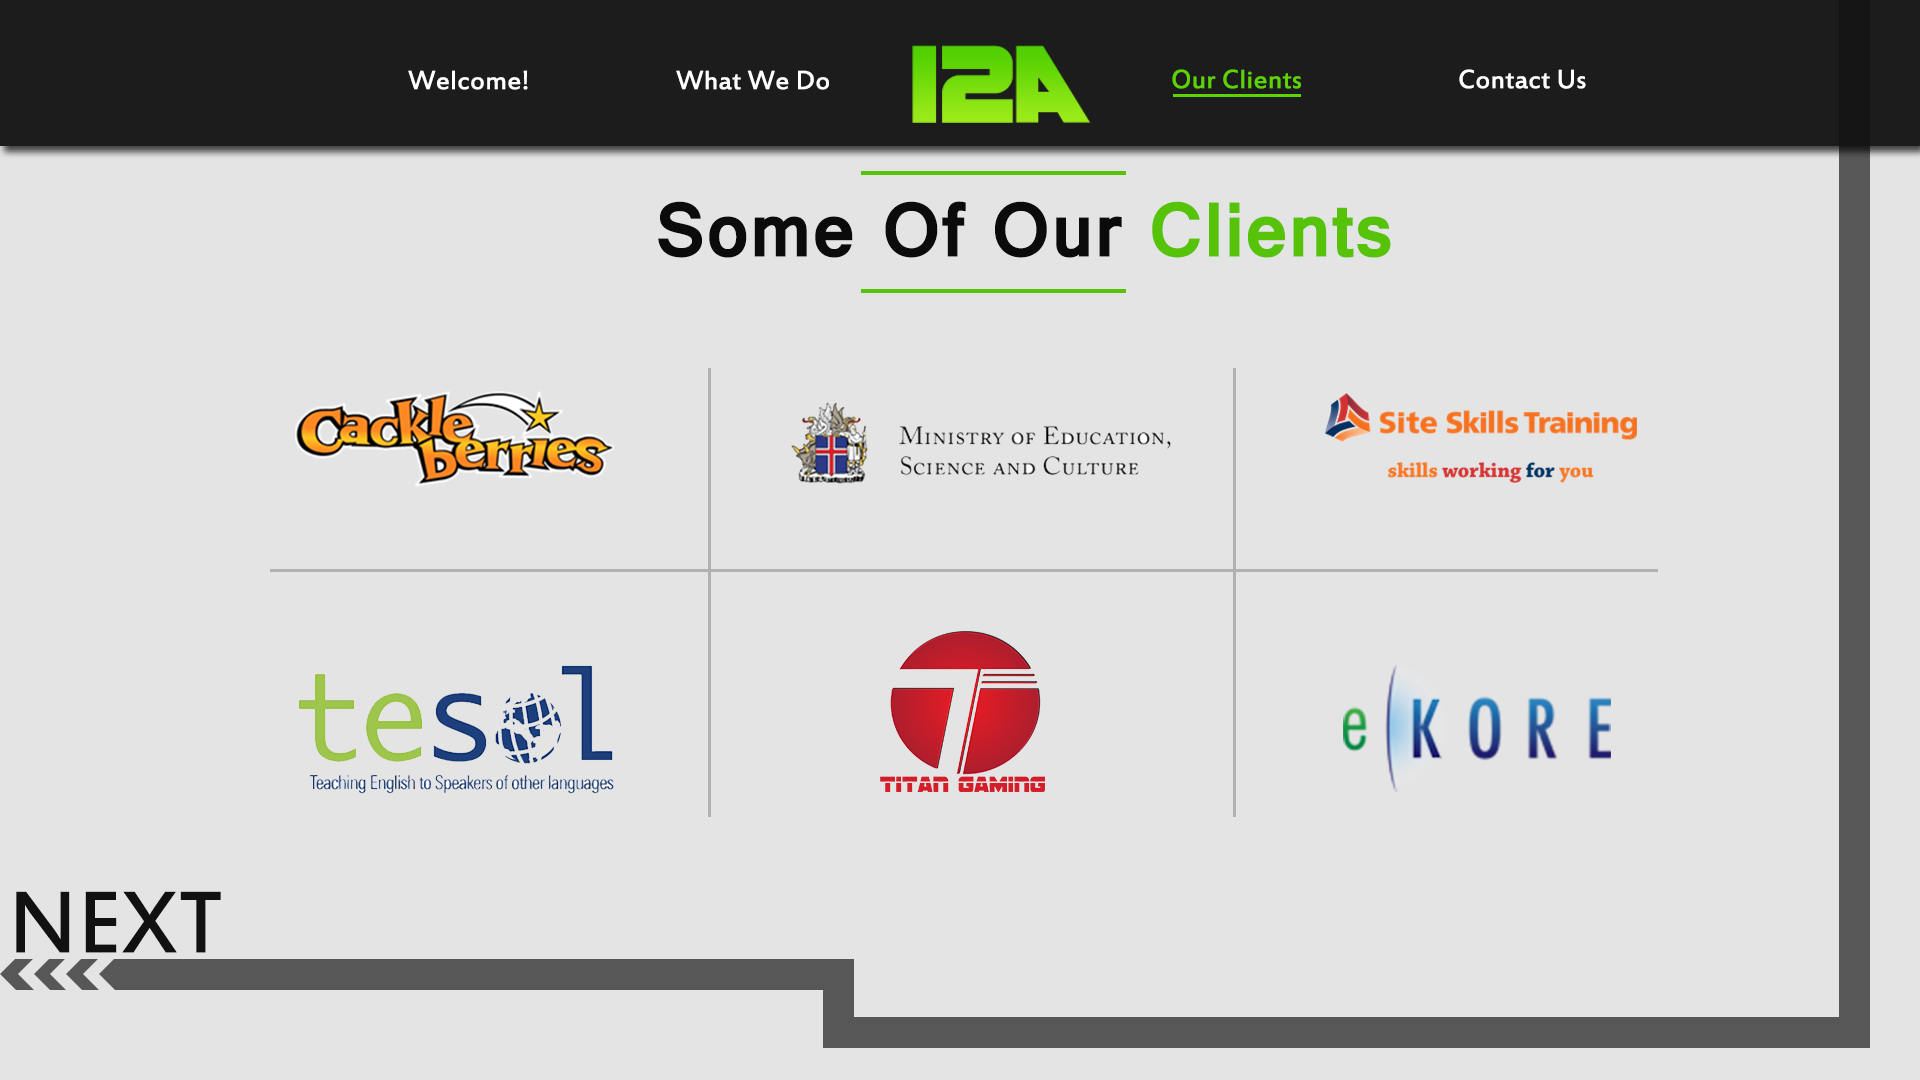 Welcome!
What We Do
I2A
Our Clients
Contact Us
Some Of Our Clients
Cackle
berries
Ministry of Education,
Science and Culture
Site Skills Training
skills working for you
tesol
Teaching English to Speakers of other languages
TITAN GAMING
eKORE
NEXT